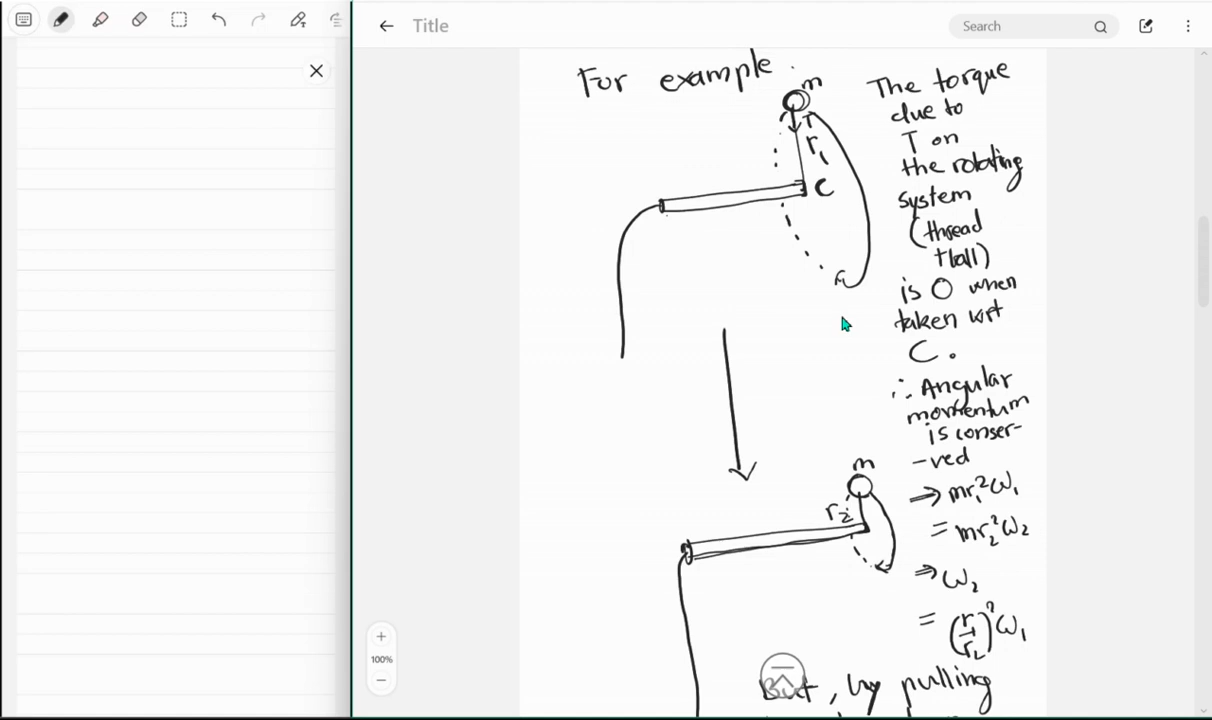 Title
Search
For example.
m
T
r₁
C
The torque
due to
T on
the rotating
system
(thread
+ball)
is 0 when
taken wrt
C.
∴ Angular
momentum
is conser-
-ved
⇒ mr₁²ω₁
= mr₂²ω₂
⇒ ω₂
= (r₁/r₂)²ω₁
m
r₂
But, by pulling
100%